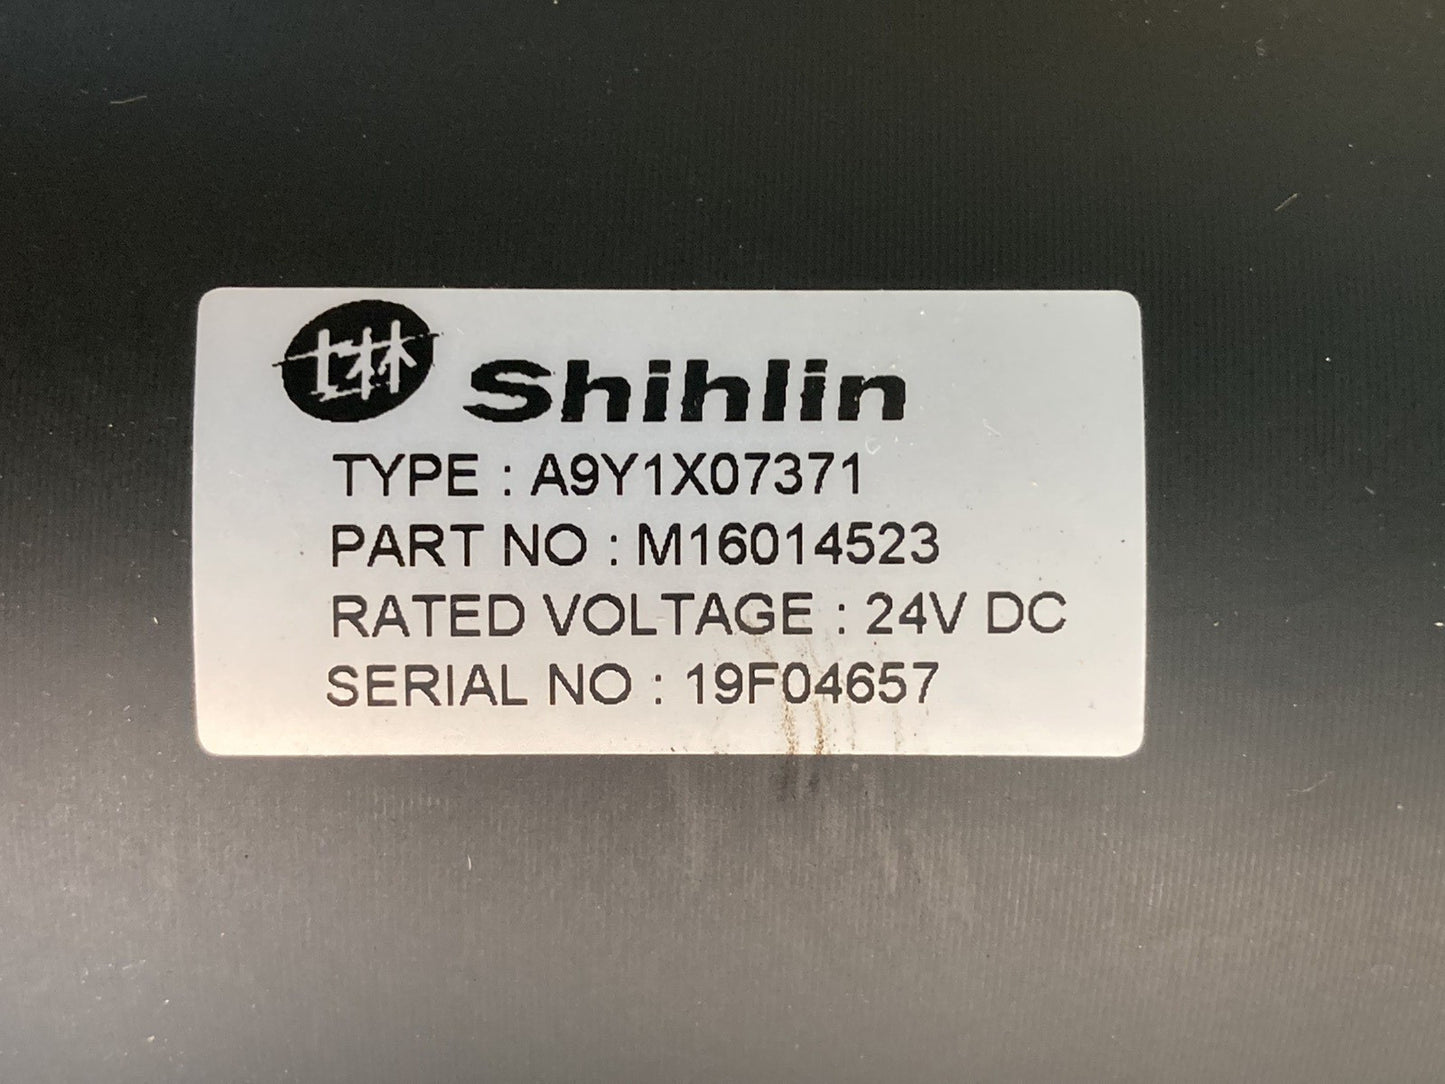 士林 Shihlin
TYPE : A9Y1X07371
PART NO : M16014523
RATED VOLTAGE : 24V DC
SERIAL NO : 19F04657